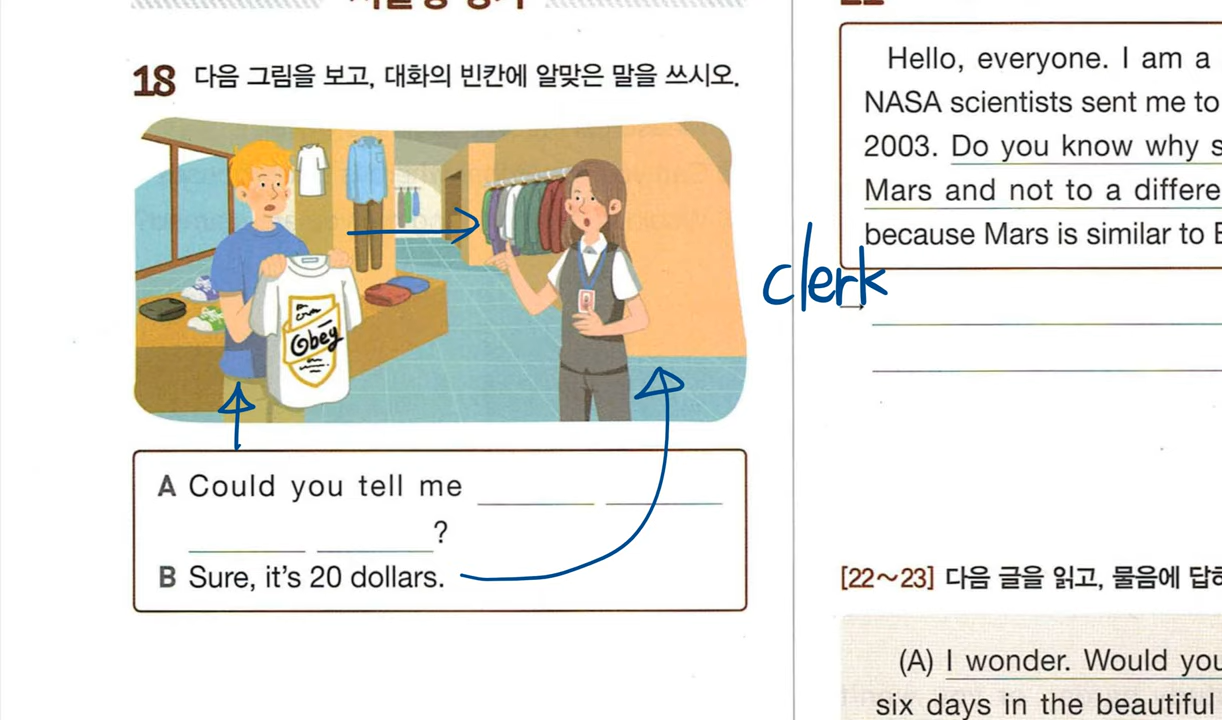 18 다음 그림을 보고, 대화의 빈칸에 알맞은 말을 쓰시오.
Obey
A Could you tell me ________ ________
________ ________?
B Sure, it's 20 dollars.
clerk
Hello, everyone. I am a
NASA scientists sent me to
2003. Do you know why s
Mars and not to a differe
because Mars is similar to E
→
[22~23] 다음 글을 읽고, 물음에 답하
(A) I wonder. Would you
six days in the beautiful